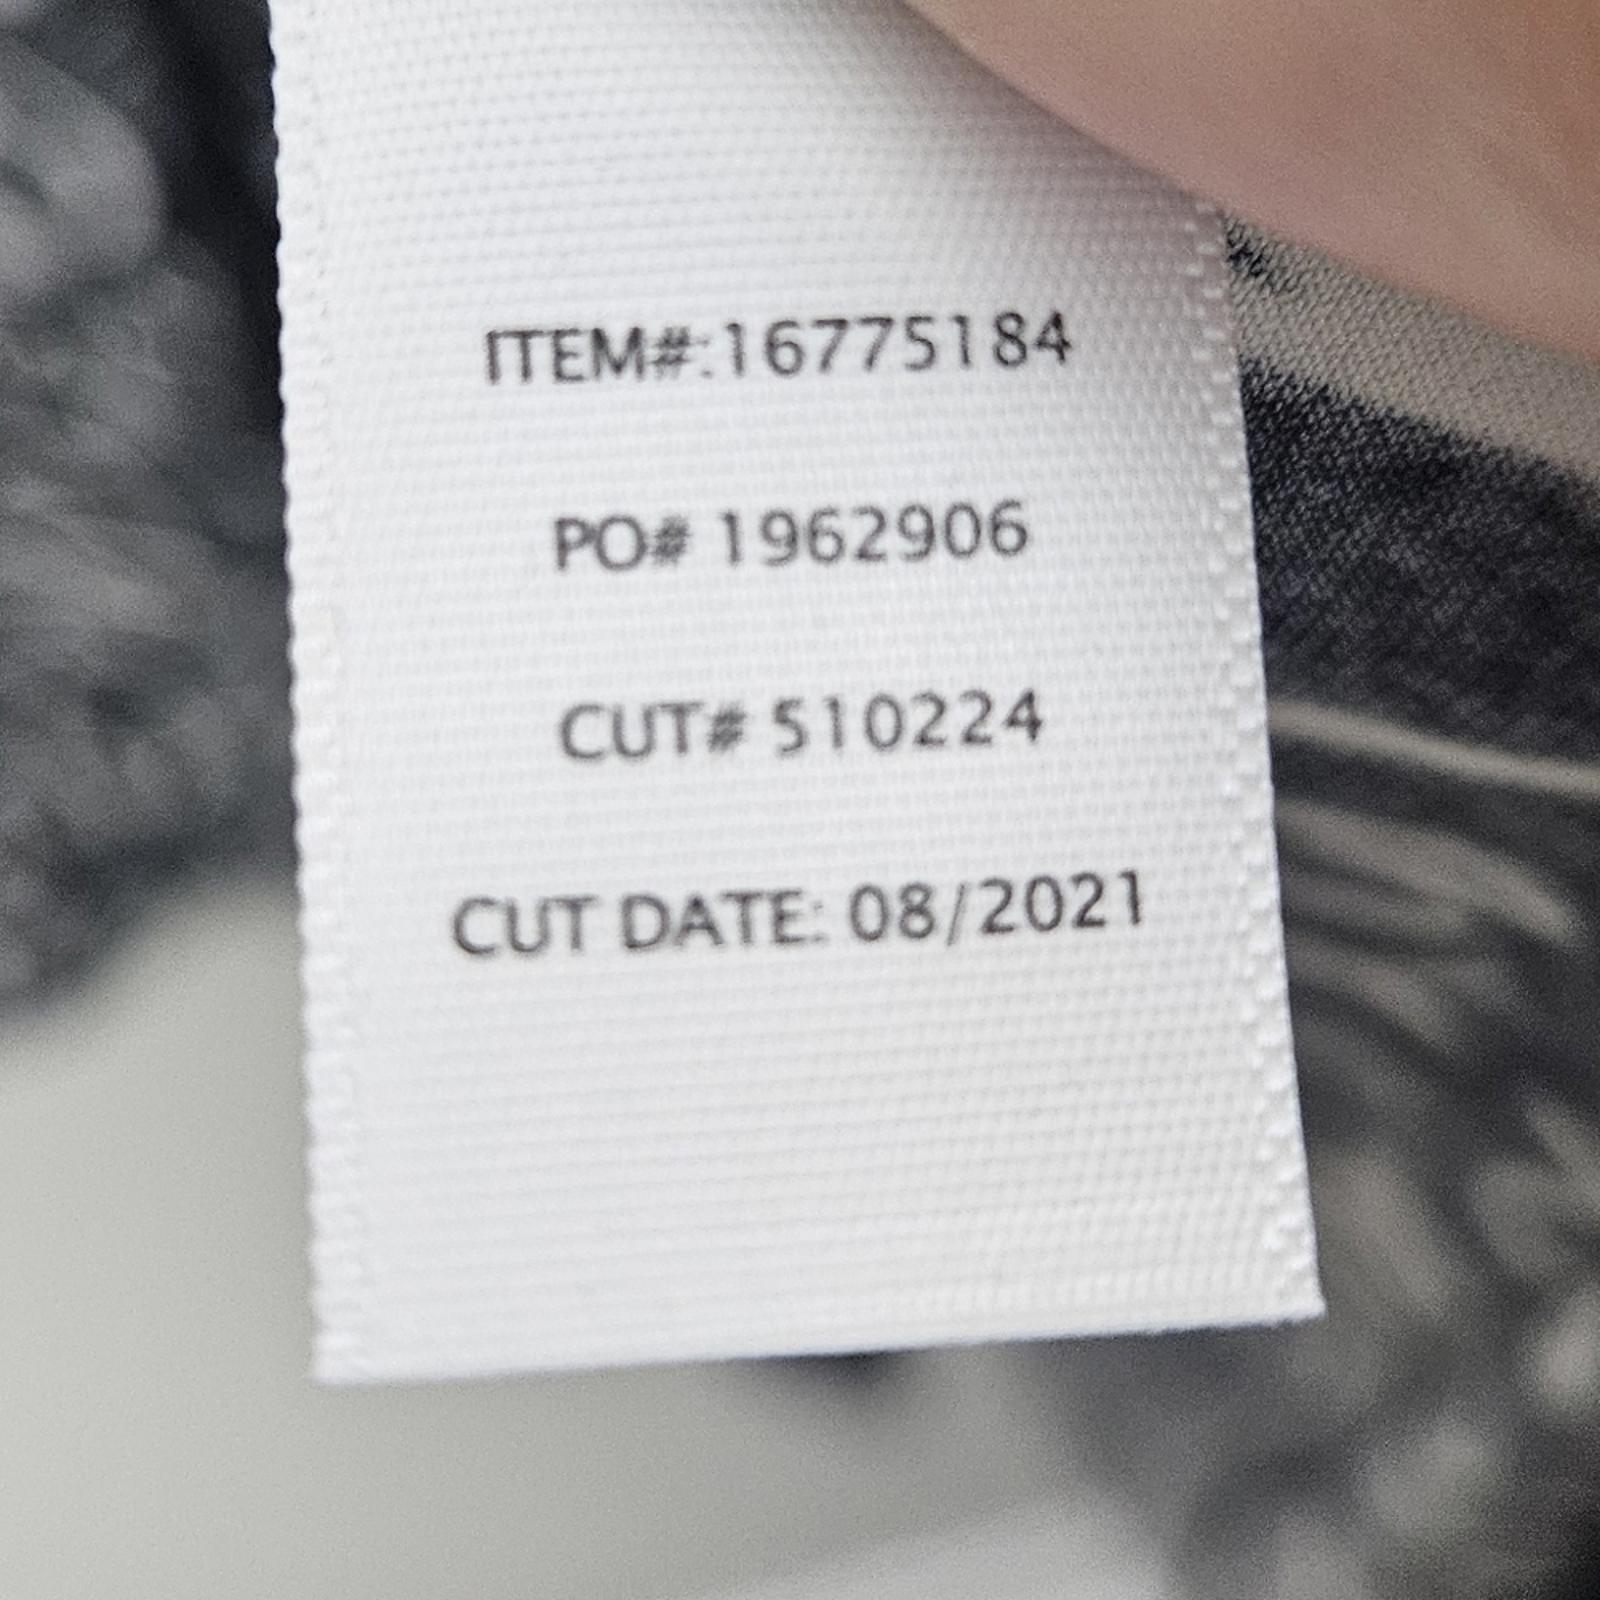 ITEM#:16775184
PO# 1962906
CUT# 510224
CUT DATE: 08/2021